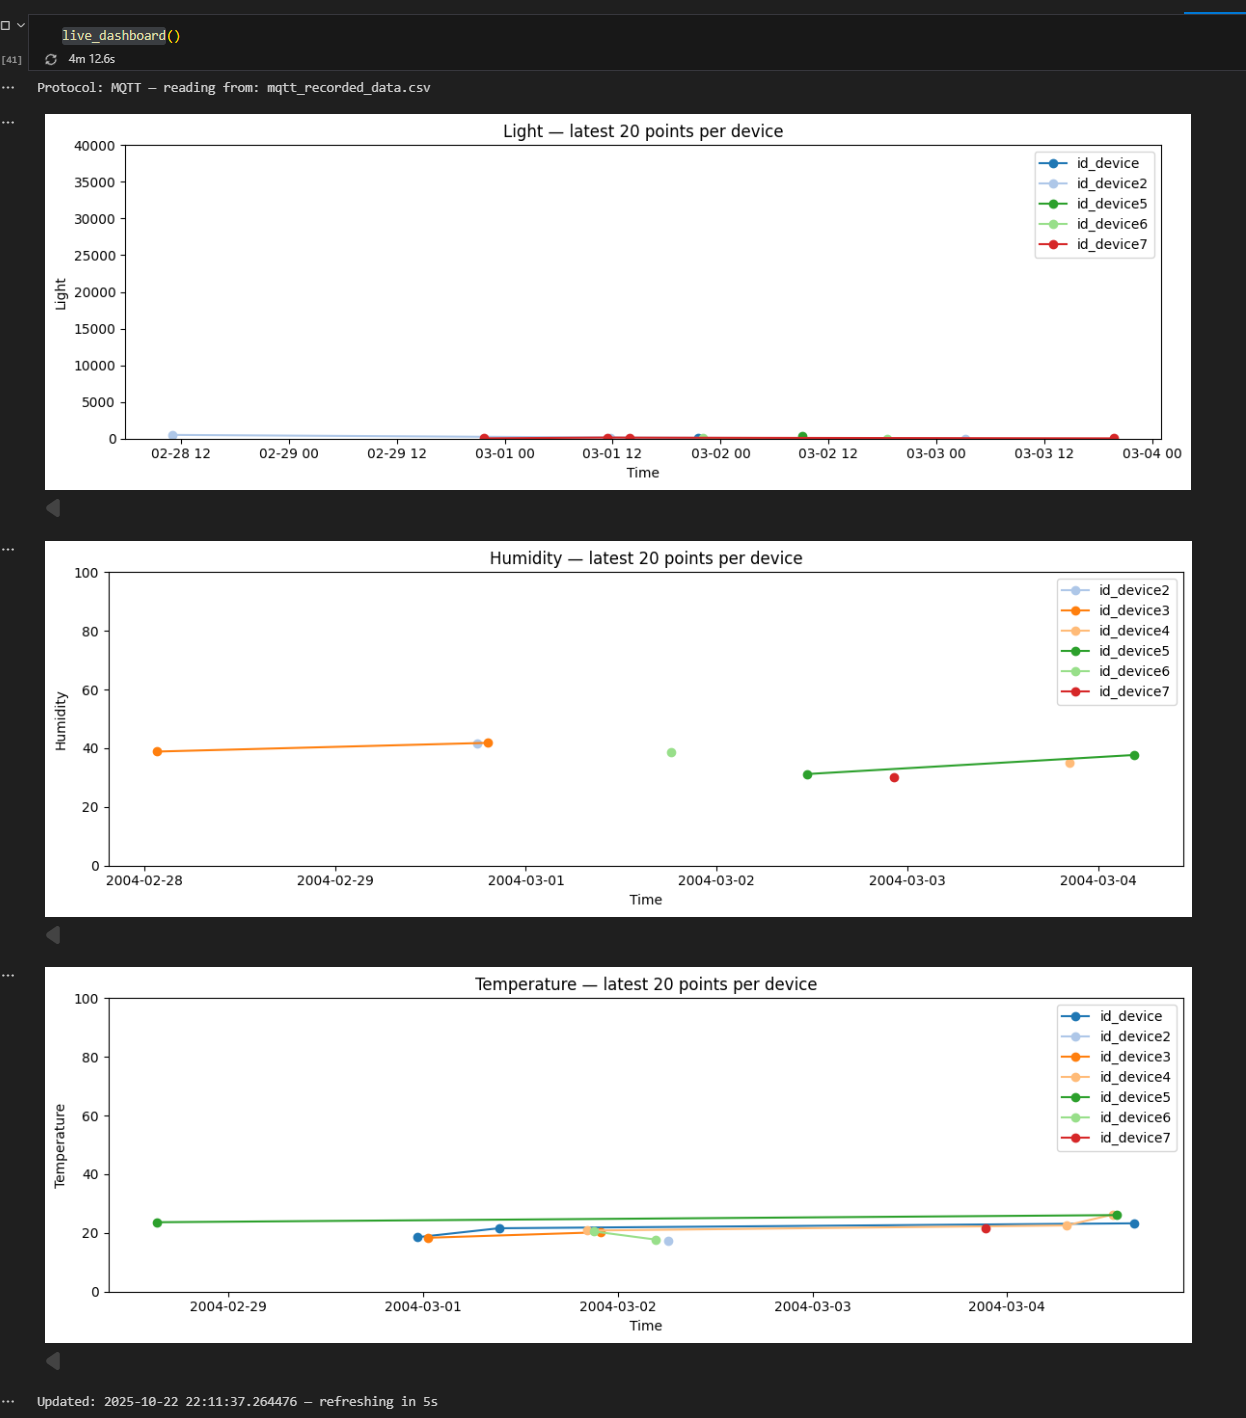 live_dashboard()
[41]
4m 12.6s
Protocol: MQTT — reading from: mqtt_recorded_data.csv
Light — latest 20 points per device
40000
35000
30000
25000
20000
15000
10000
5000
0
Light
id_device
id_device2
id_device5
id_device6
id_device7
02-28 12 02-29 00 02-29 12 03-01 00 03-01 12 03-02 00 03-02 12 03-03 00 03-03 12 03-04 00
Time
Humidity — latest 20 points per device
100
80
60
40
20
0
Humidity
id_device2
id_device3
id_device4
id_device5
id_device6
id_device7
2004-02-28 2004-02-29 2004-03-01 2004-03-02 2004-03-03 2004-03-04
Time
Temperature — latest 20 points per device
100
80
60
40
20
0
Temperature
id_device
id_device2
id_device3
id_device4
id_device5
id_device6
id_device7
2004-02-29 2004-03-01 2004-03-02 2004-03-03 2004-03-04
Time
Updated: 2025-10-22 22:11:37.264476 — refreshing in 5s